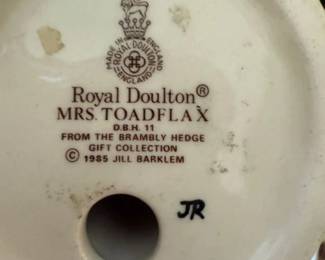 MADE IN ENGLAND
ROYAL DOULTON
ENGLAND
Royal Doulton®
MRS. TOADFLAX
D.B.H. 11
FROM THE BRAMBLY HEDGE
GIFT COLLECTION
© 1985 JILL BARKLEM
JR